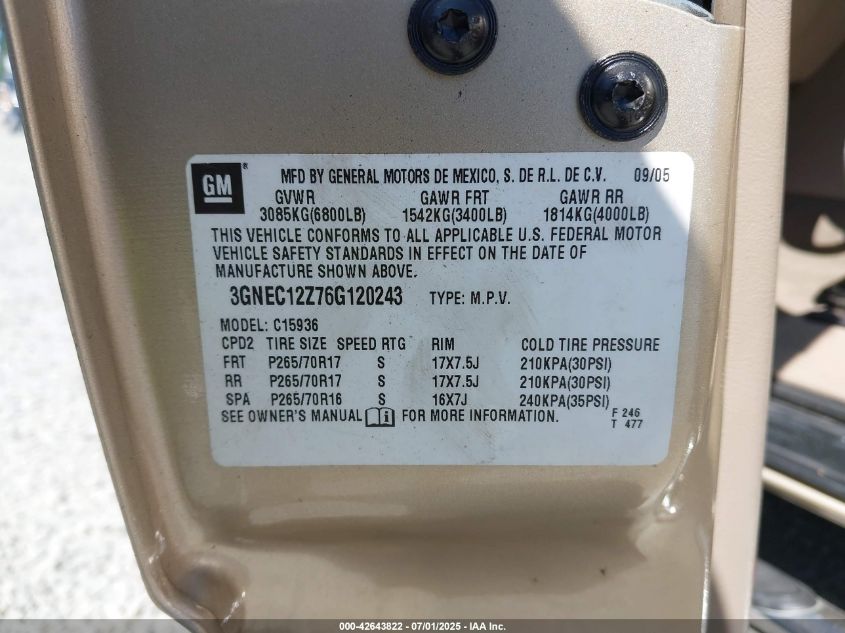 GM ® MFD BY GENERAL MOTORS DE MEXICO, S. DE R.L. DE C.V. 09/05
GVWR GAWR FRT GAWR RR
3085KG(6800LB) 1542KG(3400LB) 1814KG(4000LB)
THIS VEHICLE CONFORMS TO ALL APPLICABLE U.S. FEDERAL MOTOR
VEHICLE SAFETY STANDARDS IN EFFECT ON THE DATE OF
MANUFACTURE SHOWN ABOVE.
3GNEC12Z76G120243 TYPE: M.P.V.
MODEL: C15936
CPD2 TIRE SIZE SPEED RTG RIM COLD TIRE PRESSURE
FRT P265/70R17 S 17X7.5J 210KPA(30PSI)
RR P265/70R17 S 17X7.5J 210KPA(30PSI)
SPA P265/70R16 S 16X7J 240KPA(35PSI)
SEE OWNER'S MANUAL FOR MORE INFORMATION. F 246
T 477
000-42643822 - 07/01/2025 - IAA Inc.